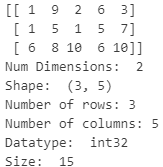 [[ 1 9 2 6 3]
[ 1 5 1 5 7]
[ 6 8 10 6 10]]
Num Dimensions: 2
Shape: (3, 5)
Number of rows: 3
Number of columns: 5
Datatype: int32
Size: 15